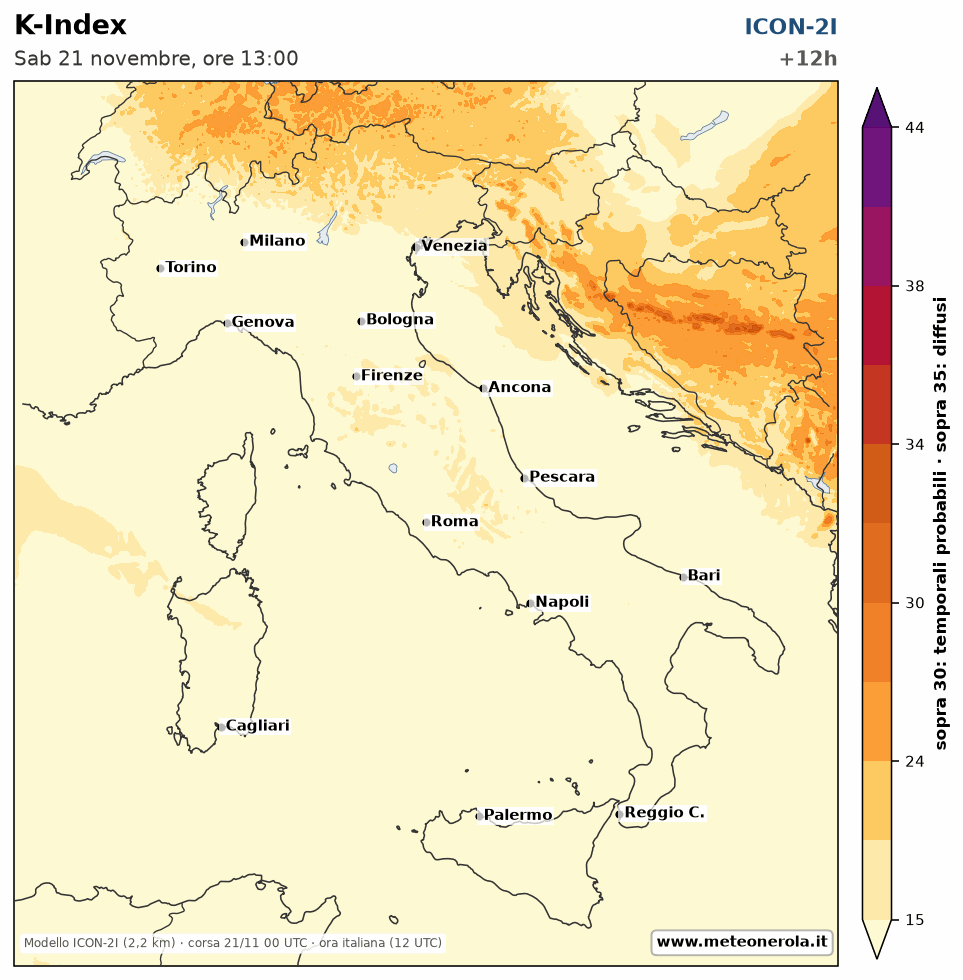 K-Index
ICON-2I
Sab 21 novembre, ore 13:00
+12h
44
38
34
30
24
15
sopra 30: temporali probabili · sopra 35: diffusi
Milano
Venezia
Torino
Genova
Bologna
Firenze
Ancona
Pescara
Roma
Bari
Napoli
Cagliari
Palermo
Reggio C.
Modello ICON-2I (2,2 km) · corsa 21/11 00 UTC · ora italiana (12 UTC)
www.meteonerola.it